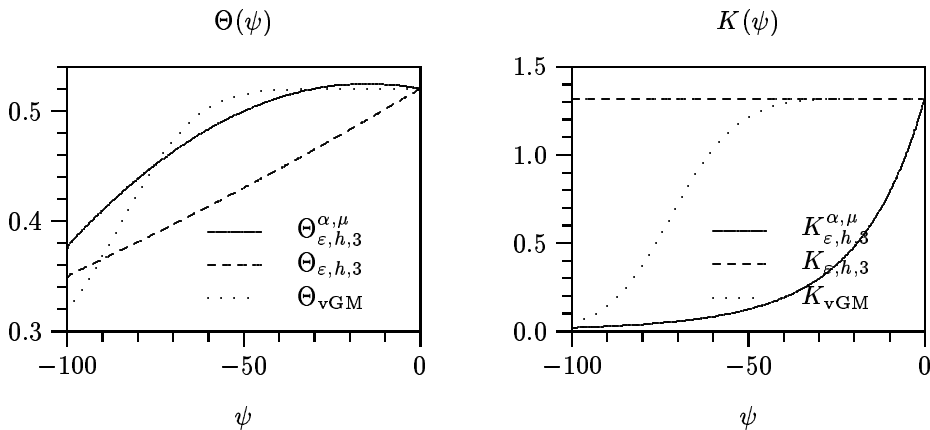 Θ(ψ)
0.5
0.4
0.3
Θ^{α,μ}_{ε,h,3}
Θ_{ε,h,3}
Θ_{vGM}
−100 −50 0
ψ
K(ψ)
1.5
1.0
0.5
0.0
K^{α,μ}_{ε,h,3}
K_{ε,h,3}
K_{vGM}
−100 −50 0
ψ